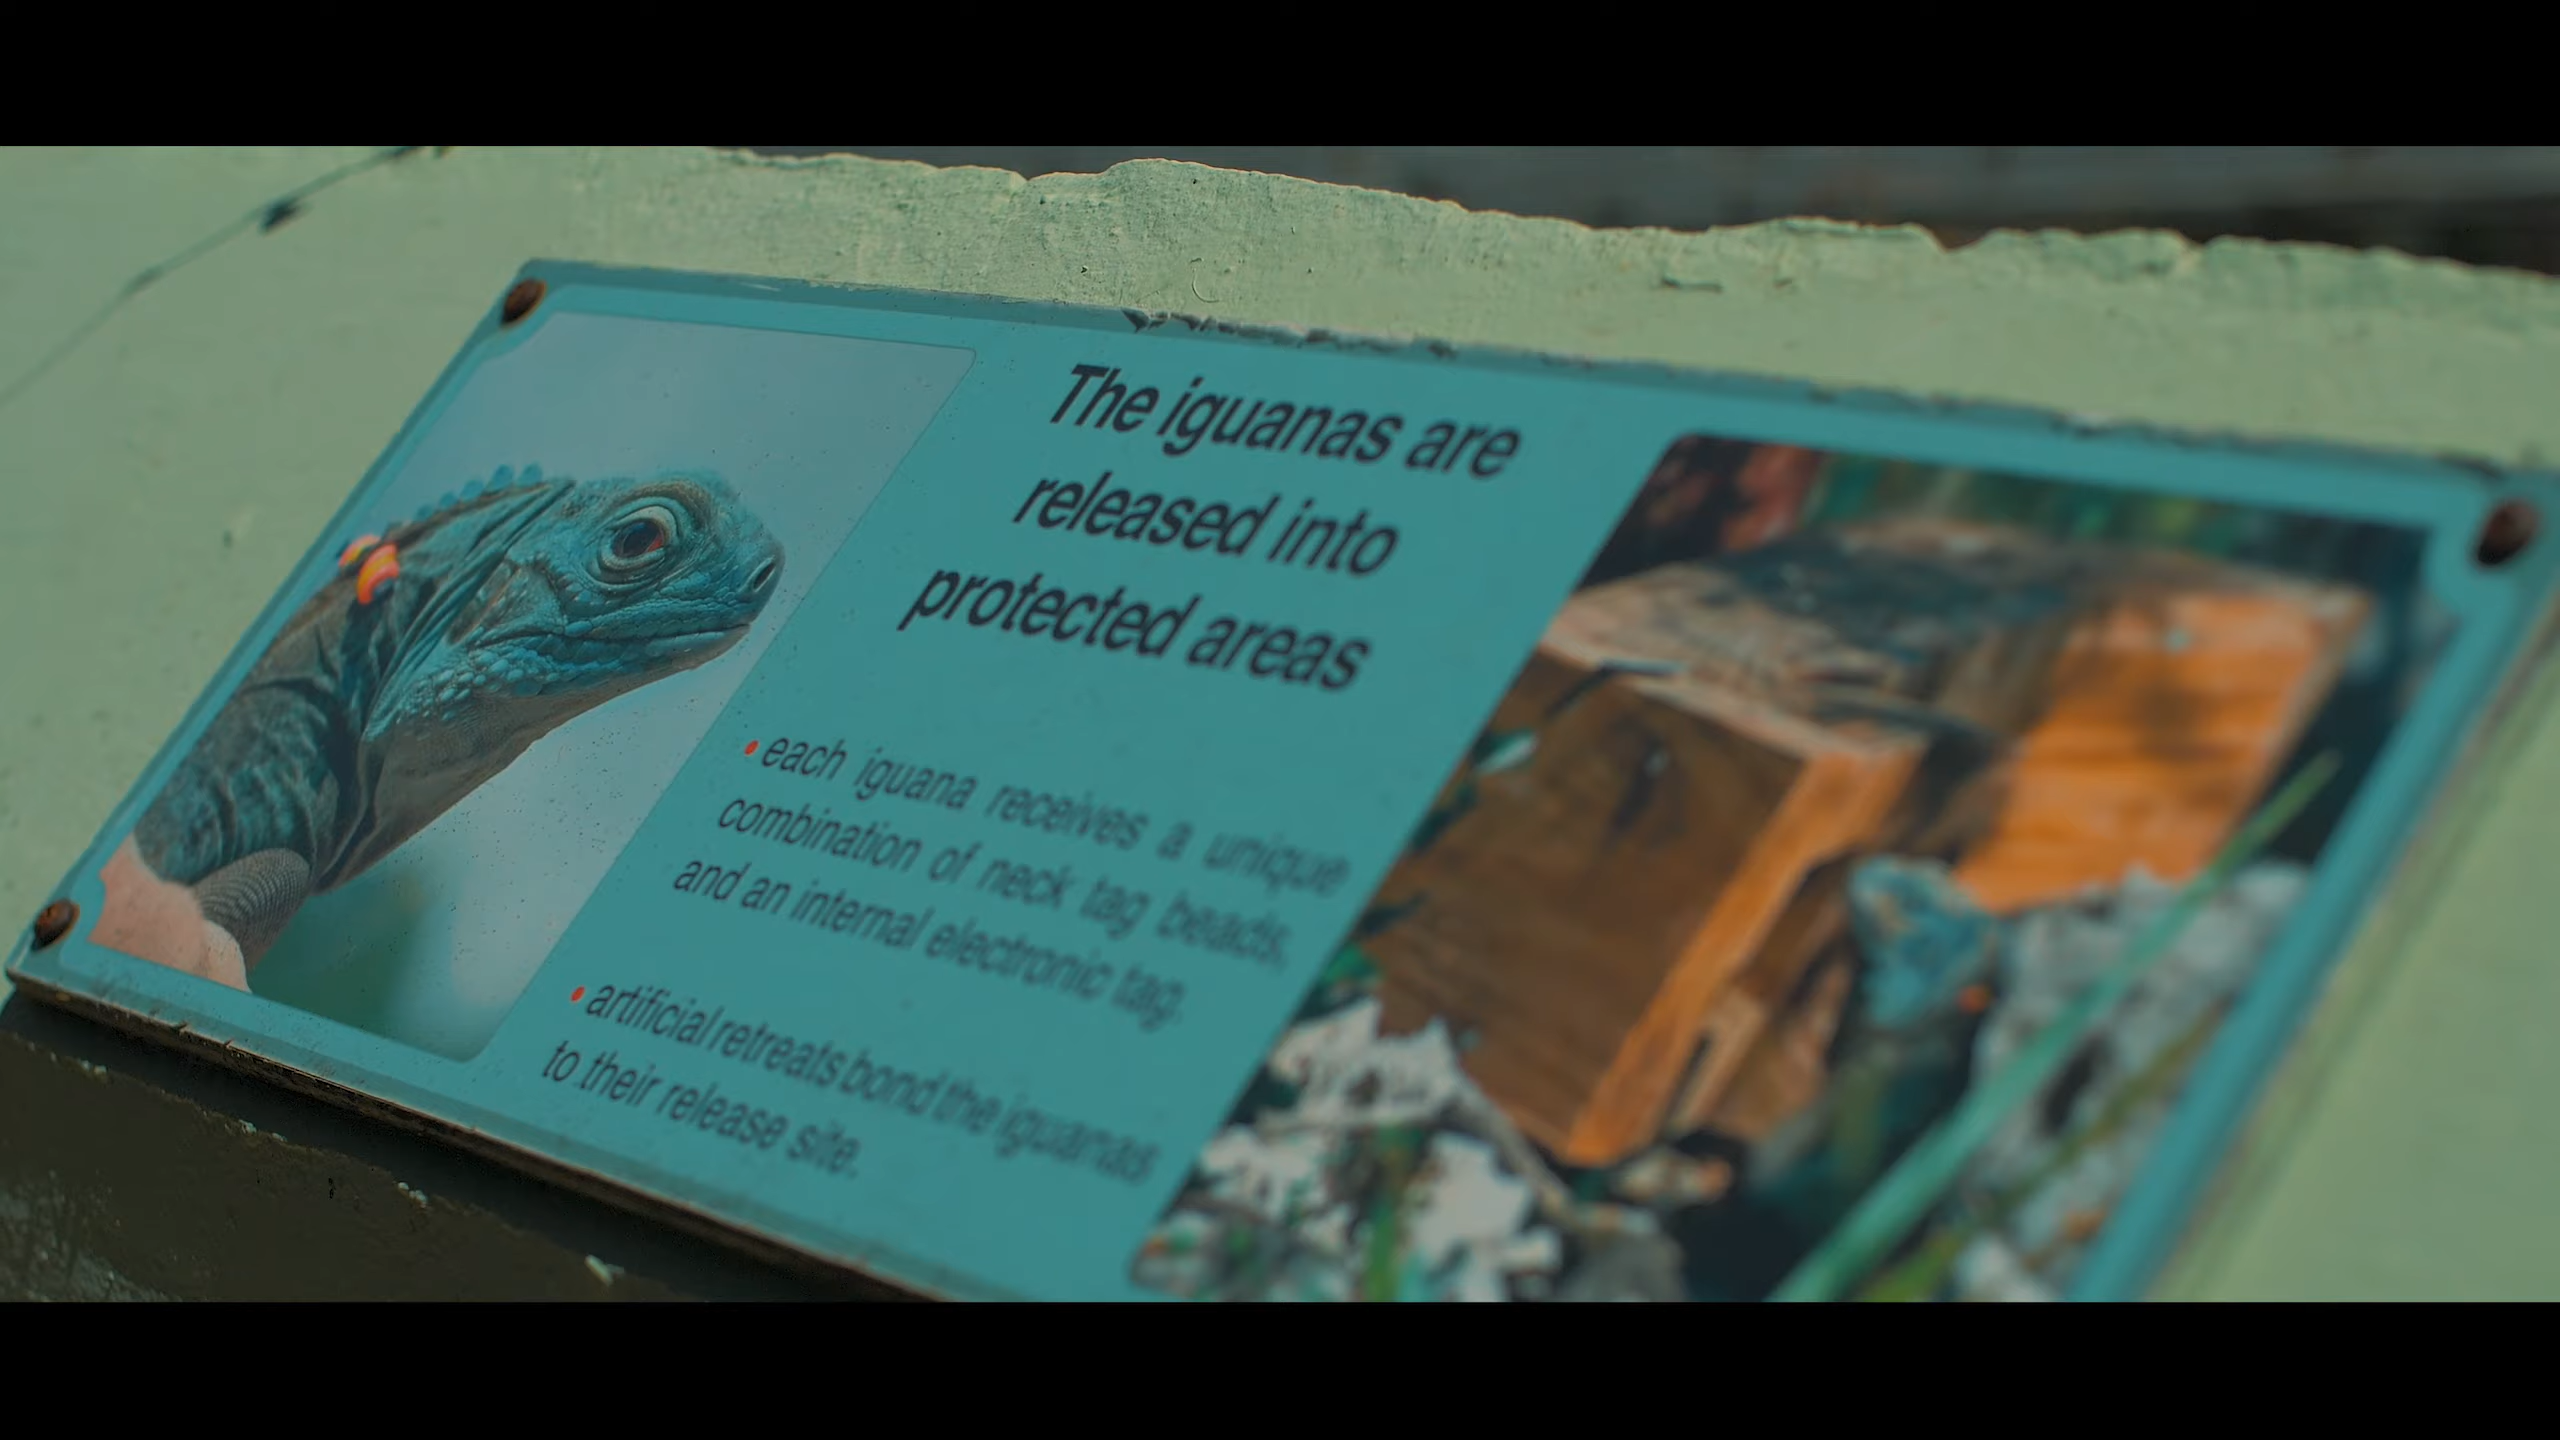 The iguanas are
released into
protected areas
• each iguana receives a unique
combination of neck tag beads,
and an internal electronic tag.
• artificial retreats bond the iguanas
to their release site.